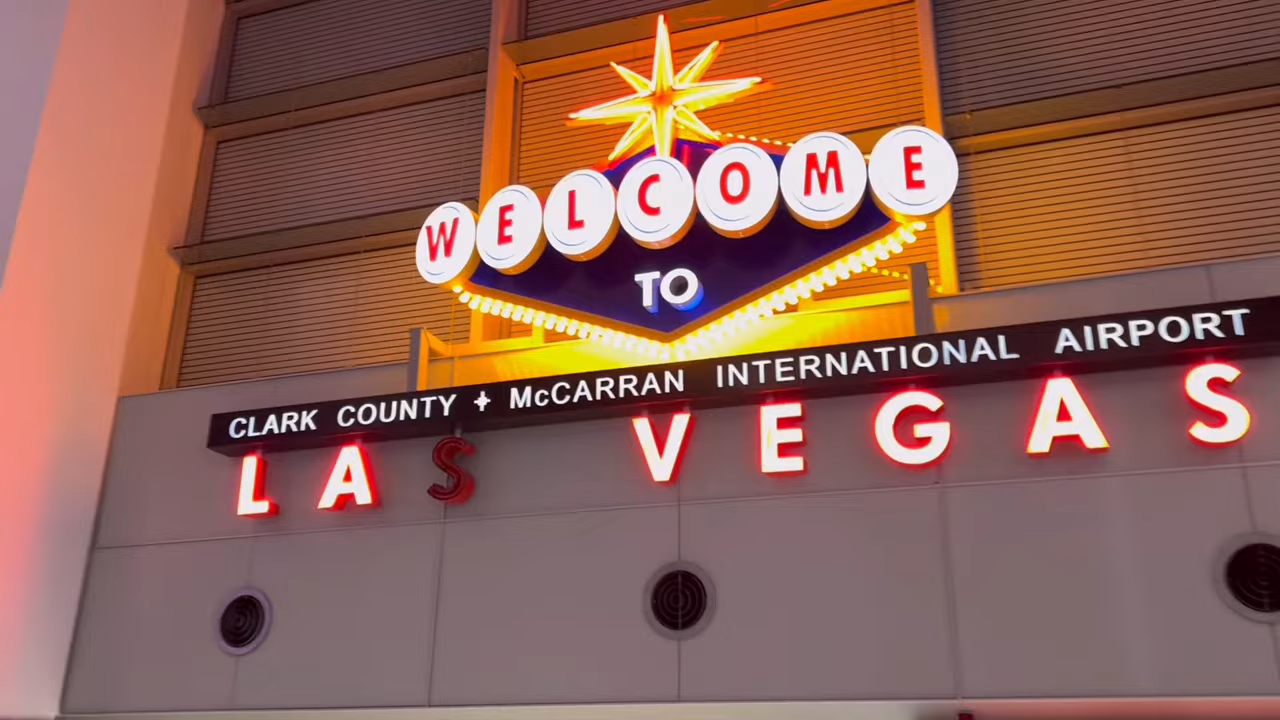 WELCOME
TO
CLARK COUNTY + McCARRAN INTERNATIONAL AIRPORT
LAS VEGAS